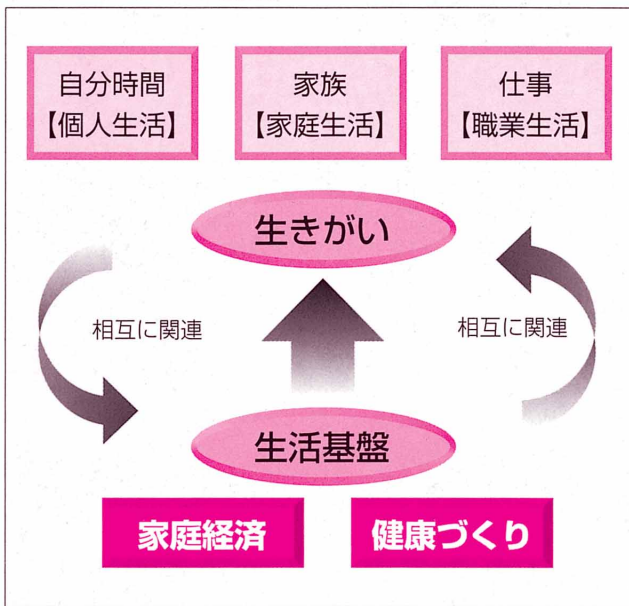 自分時間
【個人生活】
家族
【家庭生活】
仕事
【職業生活】
生きがい
相互に関連
相互に関連
生活基盤
家庭経済
健康づくり